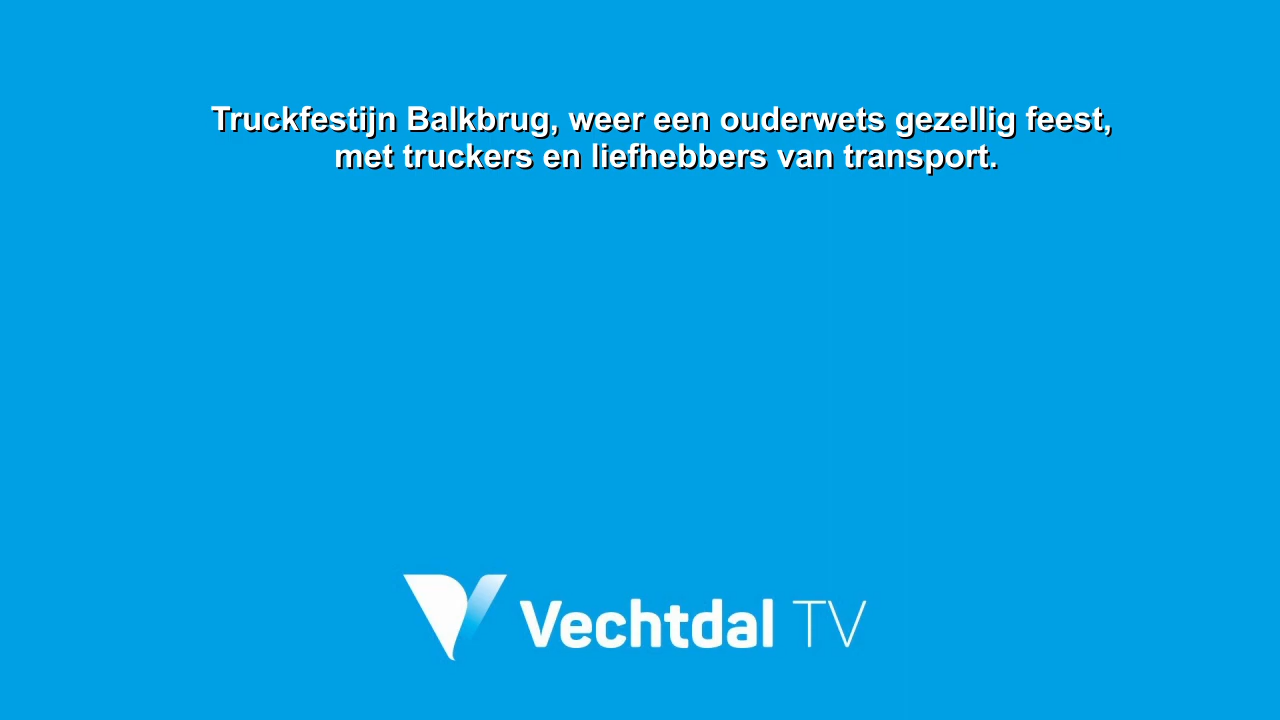 Truckfestijn Balkbrug, weer een ouderwets gezellig feest,
met truckers en liefhebbers van transport.
Vechtdal TV